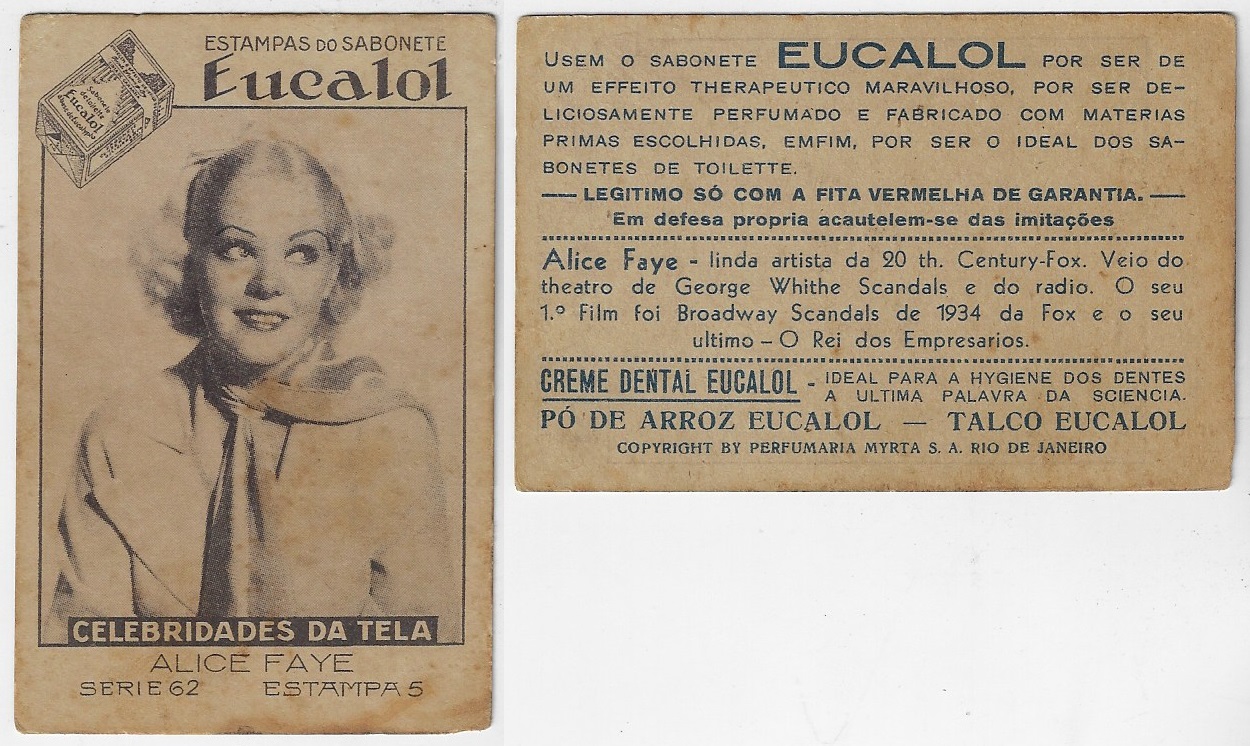 ESTAMPAS DO SABONETE
Eucalol
Sabonete
de toilette
Eucalol
CELEBRIDADES DA TELA
ALICE FAYE
SERIE 62 ESTAMPA 5
USEM O SABONETE EUCALOL POR SER DE
UM EFFEITO THERAPEUTICO MARAVILHOSO, POR SER DE-
LICIOSAMENTE PERFUMADO E FABRICADO COM MATERIAS
PRIMAS ESCOLHIDAS, EMFIM, POR SER O IDEAL DOS SA-
BONETES DE TOILETTE.
— LEGITIMO SÓ COM A FITA VERMELHA DE GARANTIA. —
Em defesa propria acautelem-se das imitações
Alice Faye - linda artista da 20 th. Century-Fox. Veio do
theatro de George Whithe Scandals e do radio. O seu
1.º Film foi Broadway Scandals de 1934 da Fox e o seu
ultimo - O Rei dos Empresarios.
CREME DENTAL EUCALOL - IDEAL PARA A HYGIENE DOS DENTES
A ULTIMA PALAVRA DA SCIENCIA.
PÓ DE ARROZ EUCALOL — TALCO EUCALOL
COPYRIGHT BY PERFUMARIA MYRTA S. A. RIO DE JANEIRO